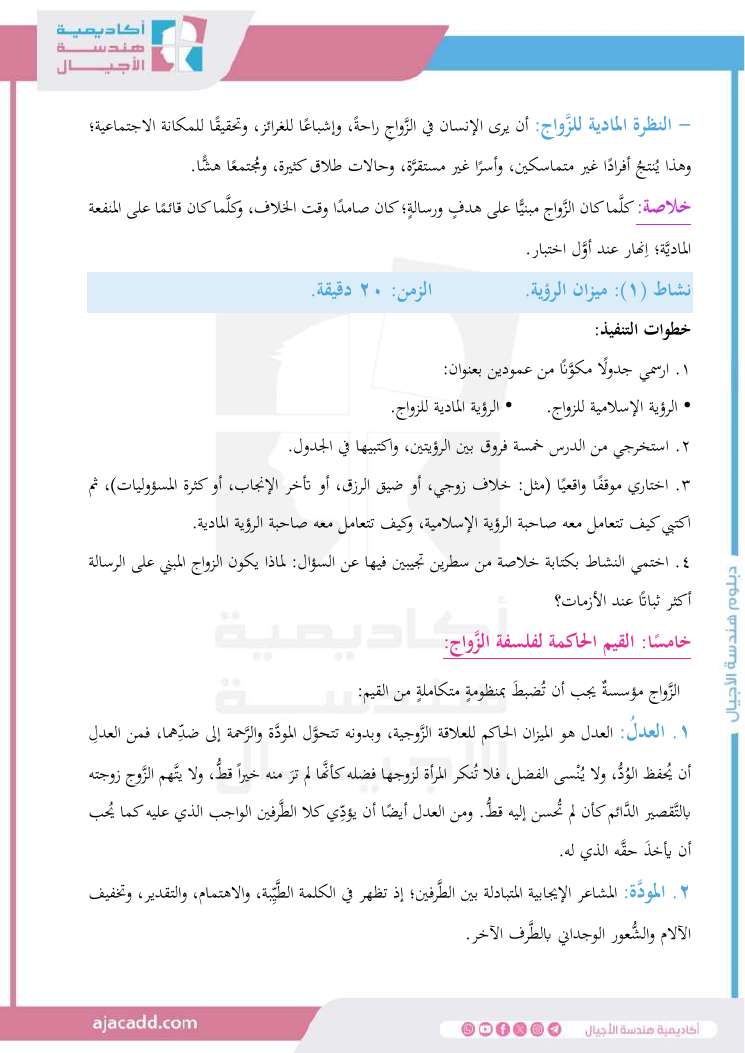 أكاديمية
هندسة
الأجيال
– النظرة المادية للزَّواج: أن يرى الإنسان في الزَّواجِ راحةً، وإشباعًا للغرائز، وتحقيقًا للمكانة الاجتماعية؛
وهذا يُنتجُ أفرادًا غير متماسكين، وأسرًا غير مستقرَّة، وحالات طلاق كثيرة، ومُجتمعًا هشًّا.
خلاصة: كلَّما كان الزَّواج مبنيًّا على هدفٍ ورسالةٍ؛ كان صامدًا وقت الخلاف، وكلَّما كان قائمًا على المنفعة
الماديَّة؛ اِنهار عند أوَّل اختبار.
نشاط (١): ميزان الرؤية. الزمن: ٢٠ دقيقة.
خطوات التنفيذ:
١. ارسمي جدولًا مكوَّنًا من عمودين بعنوان:
• الرؤية الإسلامية للزواج. • الرؤية المادية للزواج.
٢. استخرجي من الدرس خمسة فروق بين الرؤيتين، واكتبيها في الجدول.
٣. اختاري موقفًا واقعيًا (مثل: خلاف زوجي، أو ضيق الرزق، أو تأخر الإنجاب، أو كثرة المسؤوليات)، ثم
اكتبي كيف تتعامل معه صاحبة الرؤية الإسلامية، وكيف تتعامل معه صاحبة الرؤية المادية.
٤. اختمي النشاط بكتابة خلاصة من سطرين تجيبين فيها عن السؤال: لماذا يكون الزواج المبني على الرسالة
أكثر ثباتًا عند الأزمات؟
خامسًا: القيم الحاكمة لفلسفة الزَّواج:
الزَّواج مؤسسةٌ يجب أن تُضبطَ بمنظومةٍ متكاملةٍ من القيم:
١. العدلُ: العدل هو الميزان الحاكم للعلاقة الزَّوجية، وبدونه تتحوَّل المودَّة والرَّحمة إلى ضدِّهما، فمن العدلِ
أن يُحفظ الوُدُّ، ولا يُنْسى الفضل، فلا تُنكر المرأة لزوجها فضله كأنَّها لم ترَ منه خيراً قطُّ، ولا يتَّهم الزَّوج زوجته
بالتَّقصير الدَّائم كأن لم تُحسن إليه قطُّ. ومن العدل أيضًا أن يؤدِّي كلا الطَّرفين الواجب الذي عليه كما يُحب
أن يأخذَ حقَّه الذي له.
٢. المودَّة: المشاعر الإيجابية المتبادلة بين الطَّرفين؛ إذ تظهر في الكلمة الطَّيِّبة، والاهتمام، والتقدير، وتخفيف
الآلام والشُّعور الوجداني بالطَّرف الآخر.
دبلوم هندسة الأجيال
أكاديمية هندسة الأجيال
ajacadd.com